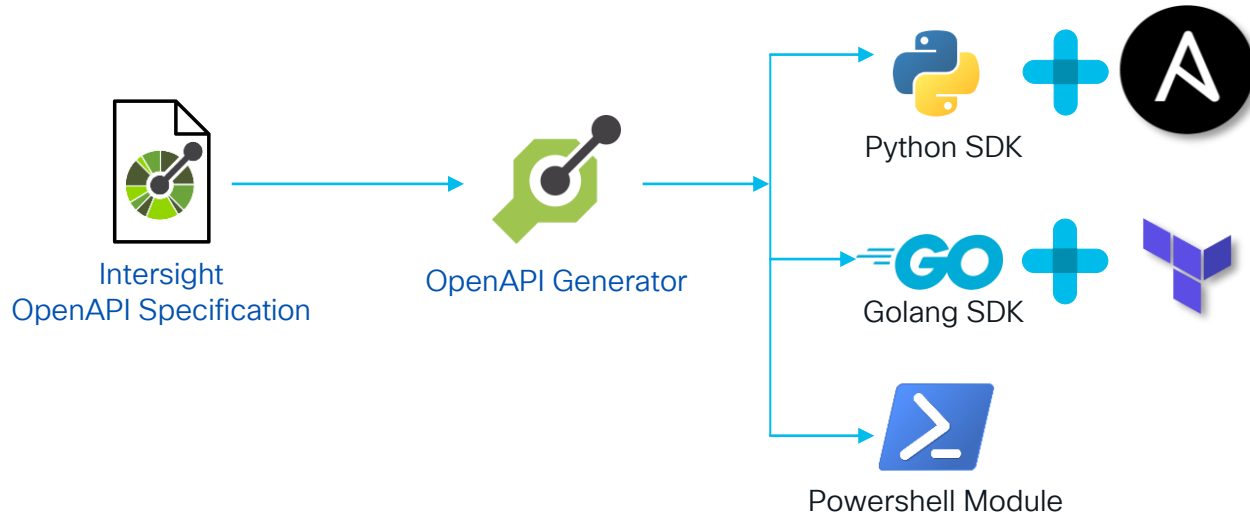 Python SDK
Intersight
OpenAPI Specification
OpenAPI Generator
GO
Golang SDK
Powershell Module